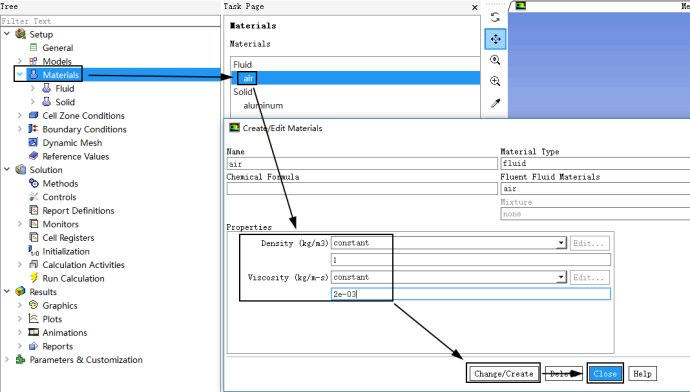 Tree
Filter Text
Setup
General
Models
Materials
Fluid
Solid
Cell Zone Conditions
Boundary Conditions
Dynamic Mesh
Reference Values
Solution
Methods
Controls
Report Definitions
Monitors
Cell Registers
Initialization
Calculation Activities
Run Calculation
Results
Graphics
Plots
Animations
Reports
Parameters & Customization
Task Page
Materials
Materials
Fluid
air
Solid
aluminum
Me
Create/Edit Materials
Name
air
Material Type
fluid
Chemical Formula
Fluent Fluid Materials
air
Mixture
none
Properties
Density (kg/m3) constant Edit...
1
Viscosity (kg/m-s) constant Edit...
2e-03
Change/Create Delete Close Help